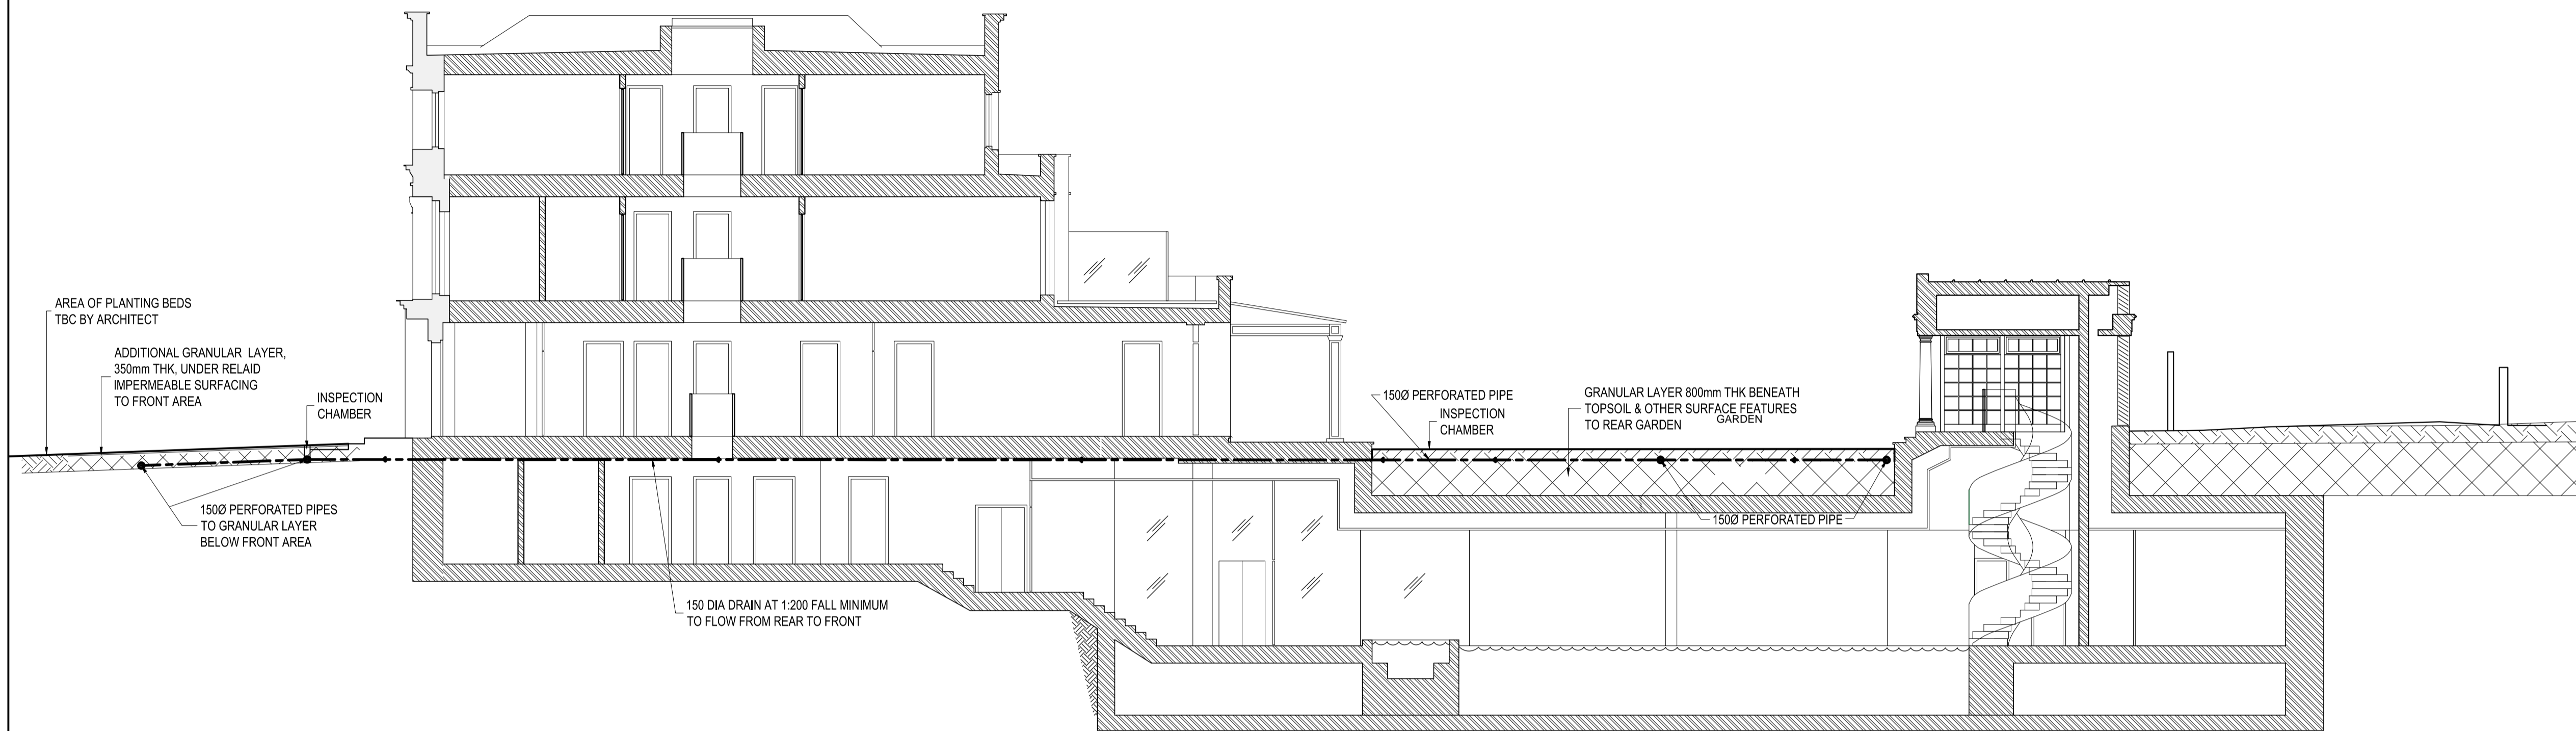 AREA OF PLANTING BEDS
TBC BY ARCHITECT
ADDITIONAL GRANULAR LAYER,
350mm THK, UNDER RELAID
IMPERMEABLE SURFACING
TO FRONT AREA
INSPECTION
CHAMBER
150Ø PERFORATED PIPES
TO GRANULAR LAYER
BELOW FRONT AREA
150 DIA DRAIN AT 1:200 FALL MINIMUM
TO FLOW FROM REAR TO FRONT
150Ø PERFORATED PIPE
INSPECTION
CHAMBER
GRANULAR LAYER 800mm THK BENEATH
TOPSOIL & OTHER SURFACE FEATURES
TO REAR GARDEN
GARDEN
150Ø PERFORATED PIPE